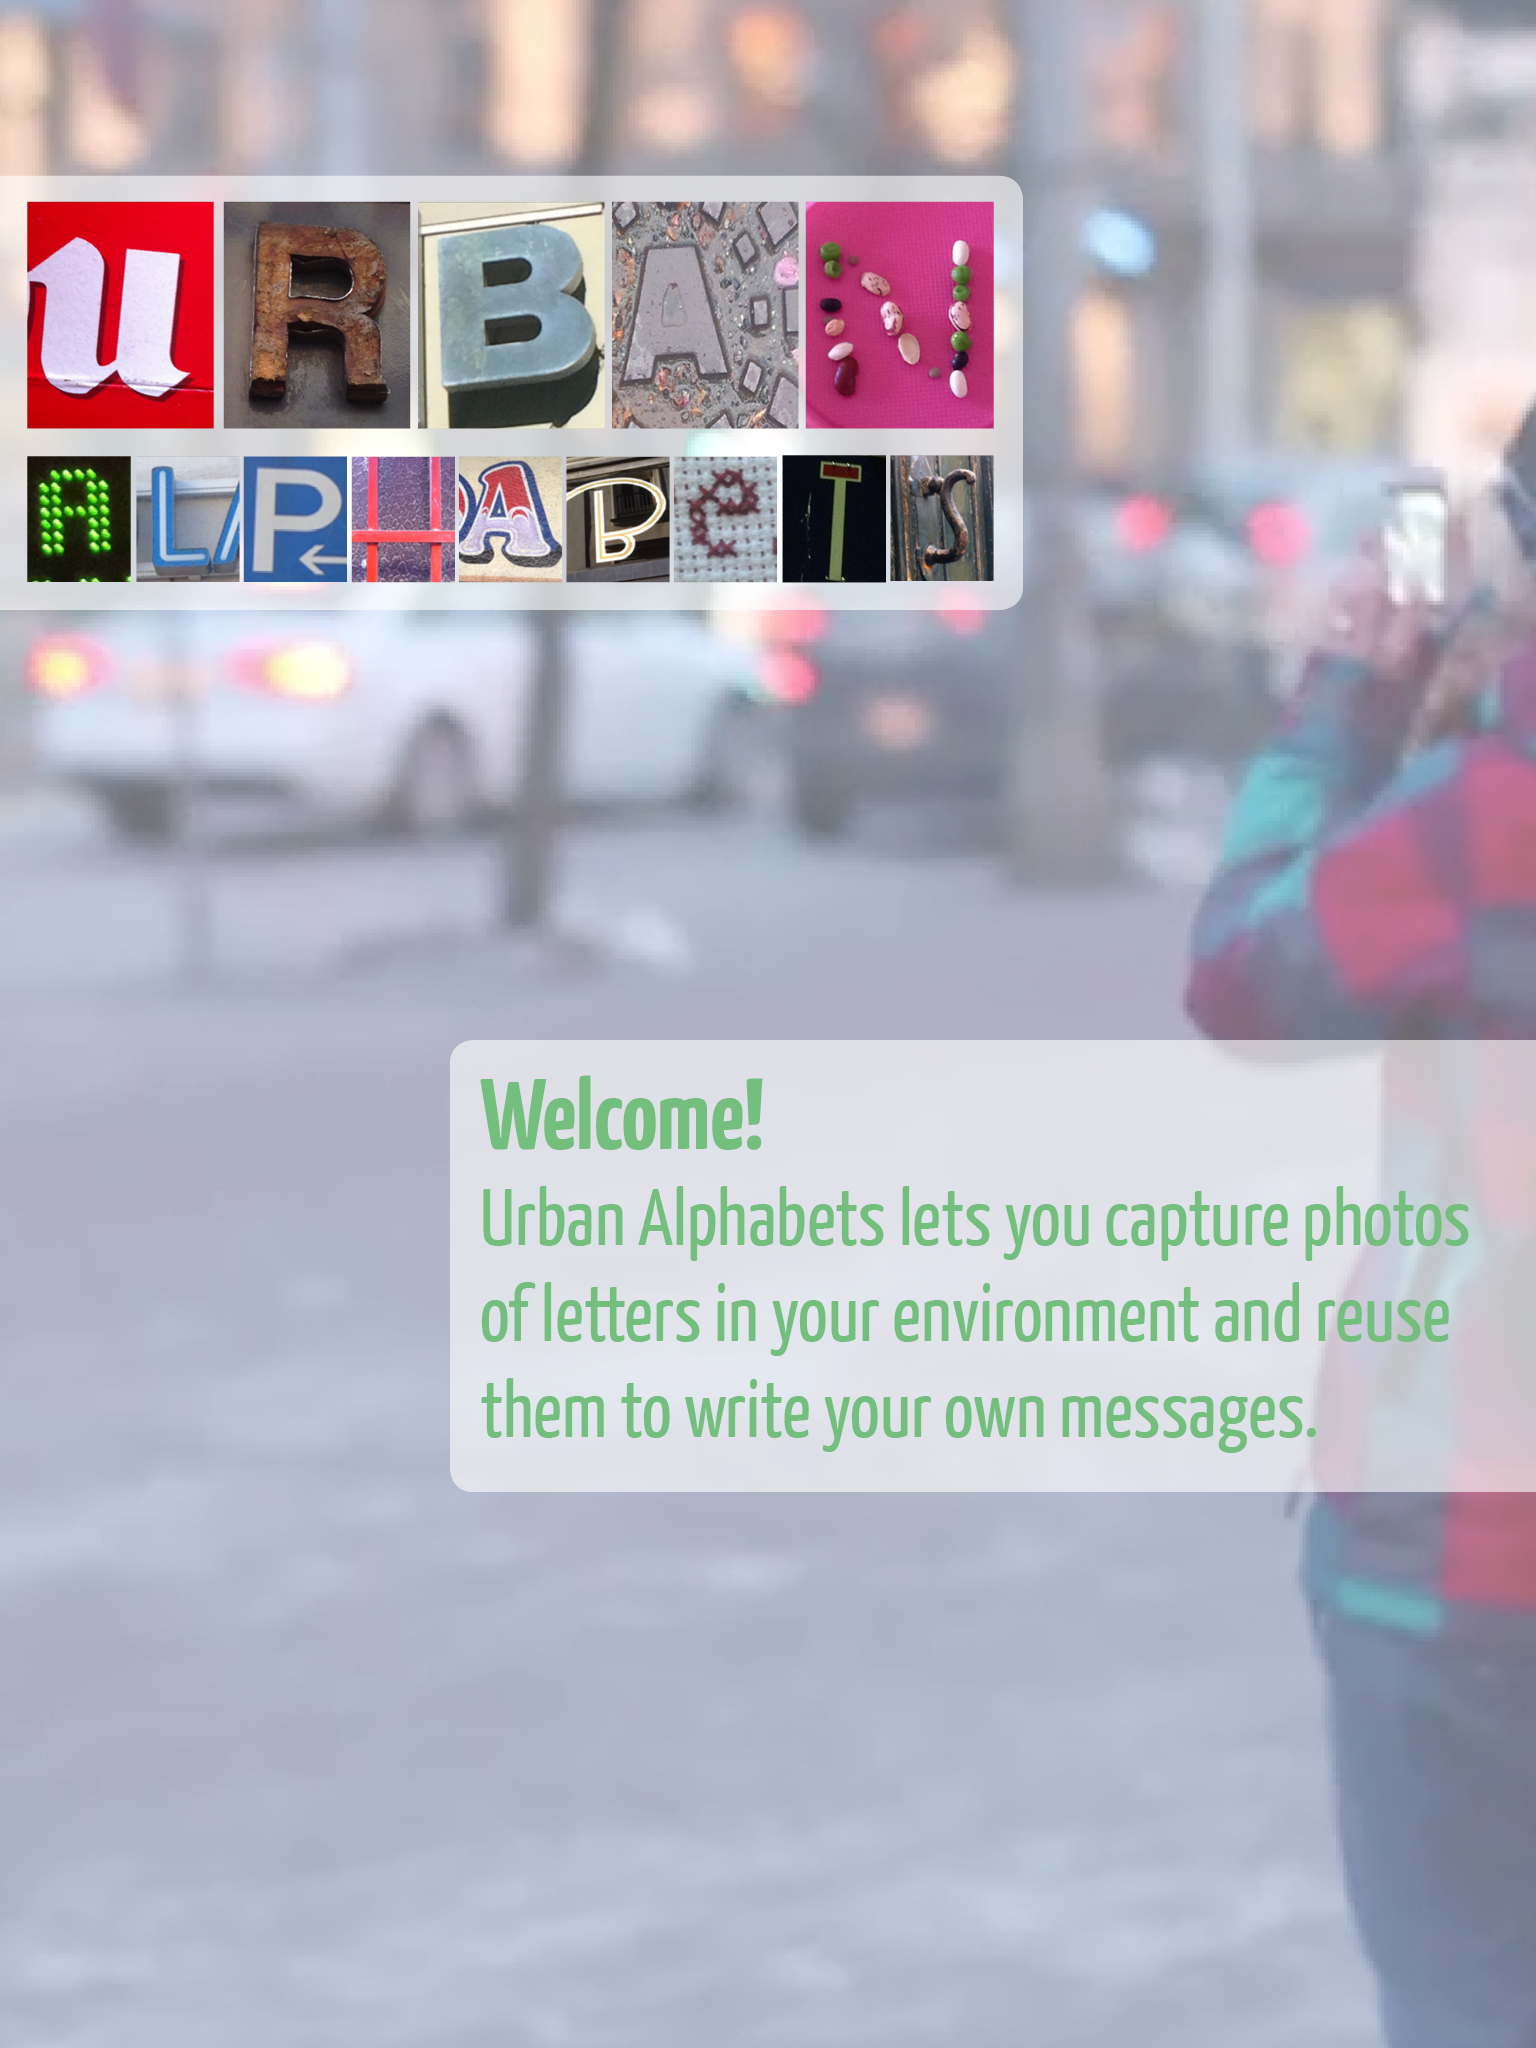 uRBAN
ALPHABeTS
Welcome!
Urban Alphabets lets you capture photos
of letters in your environment and reuse
them to write your own messages.